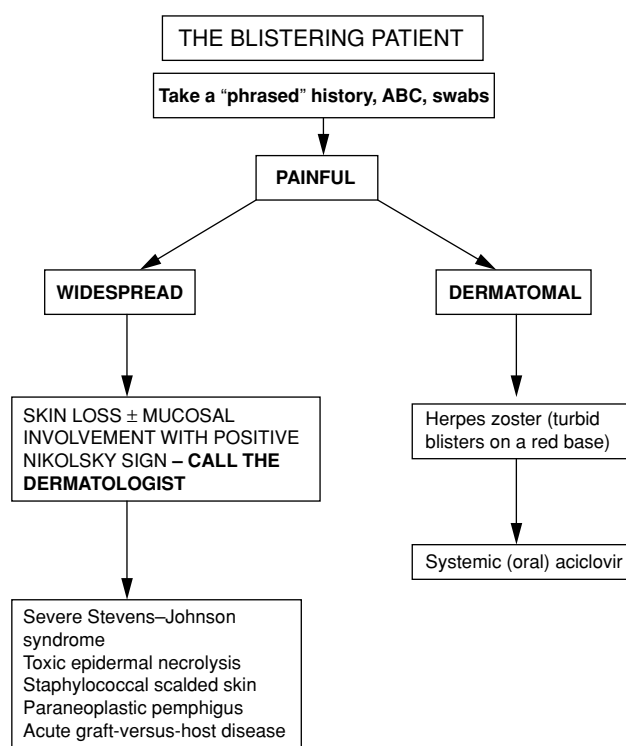 THE BLISTERING PATIENT
Take a “phrased” history, ABC, swabs
PAINFUL
WIDESPREAD
DERMATOMAL
SKIN LOSS ± MUCOSAL
INVOLVEMENT WITH POSITIVE
NIKOLSKY SIGN – CALL THE
DERMATOLOGIST
Herpes zoster (turbid
blisters on a red base)
Systemic (oral) aciclovir
Severe Stevens–Johnson
syndrome
Toxic epidermal necrolysis
Staphylococcal scalded skin
Paraneoplastic pemphigus
Acute graft-versus-host disease